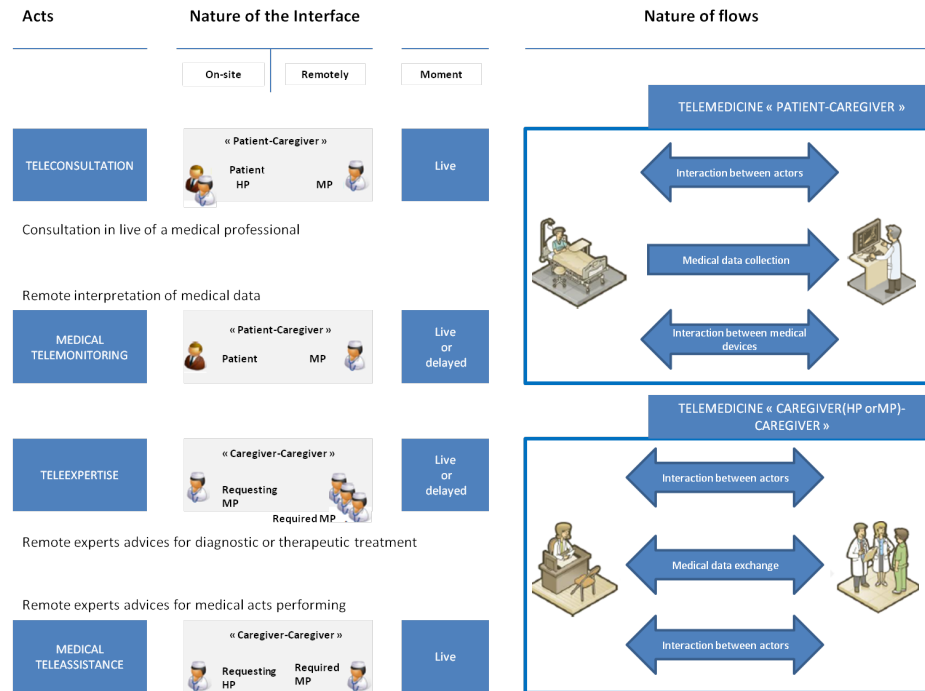 Acts
Nature of the Interface
Nature of flows
On-site
Remotely
Moment
TELEMEDICINE « PATIENT-CAREGIVER »
TELECONSULTATION
« Patient-Caregiver »
Patient
HP
MP
Live
Interaction between actors
Consultation in live of a medical professional
Medical data collection
Remote interpretation of medical data
MEDICAL
TELEMONITORING
« Patient-Caregiver »
Patient
MP
Live
or
delayed
Interaction between medical
devices
TELEMEDICINE « CAREGIVER(HP orMP)-
CAREGIVER »
TELEEXPERTISE
« Caregiver-Caregiver »
Requesting
MP
Required MP
Live
or
delayed
Interaction between actors
Remote experts advices for diagnostic or therapeutic treatment
Medical data exchange
Remote experts advices for medical acts performing
MEDICAL
TELEASSISTANCE
« Caregiver-Caregiver »
Requesting
HP
Required
MP
Live
Interaction between actors